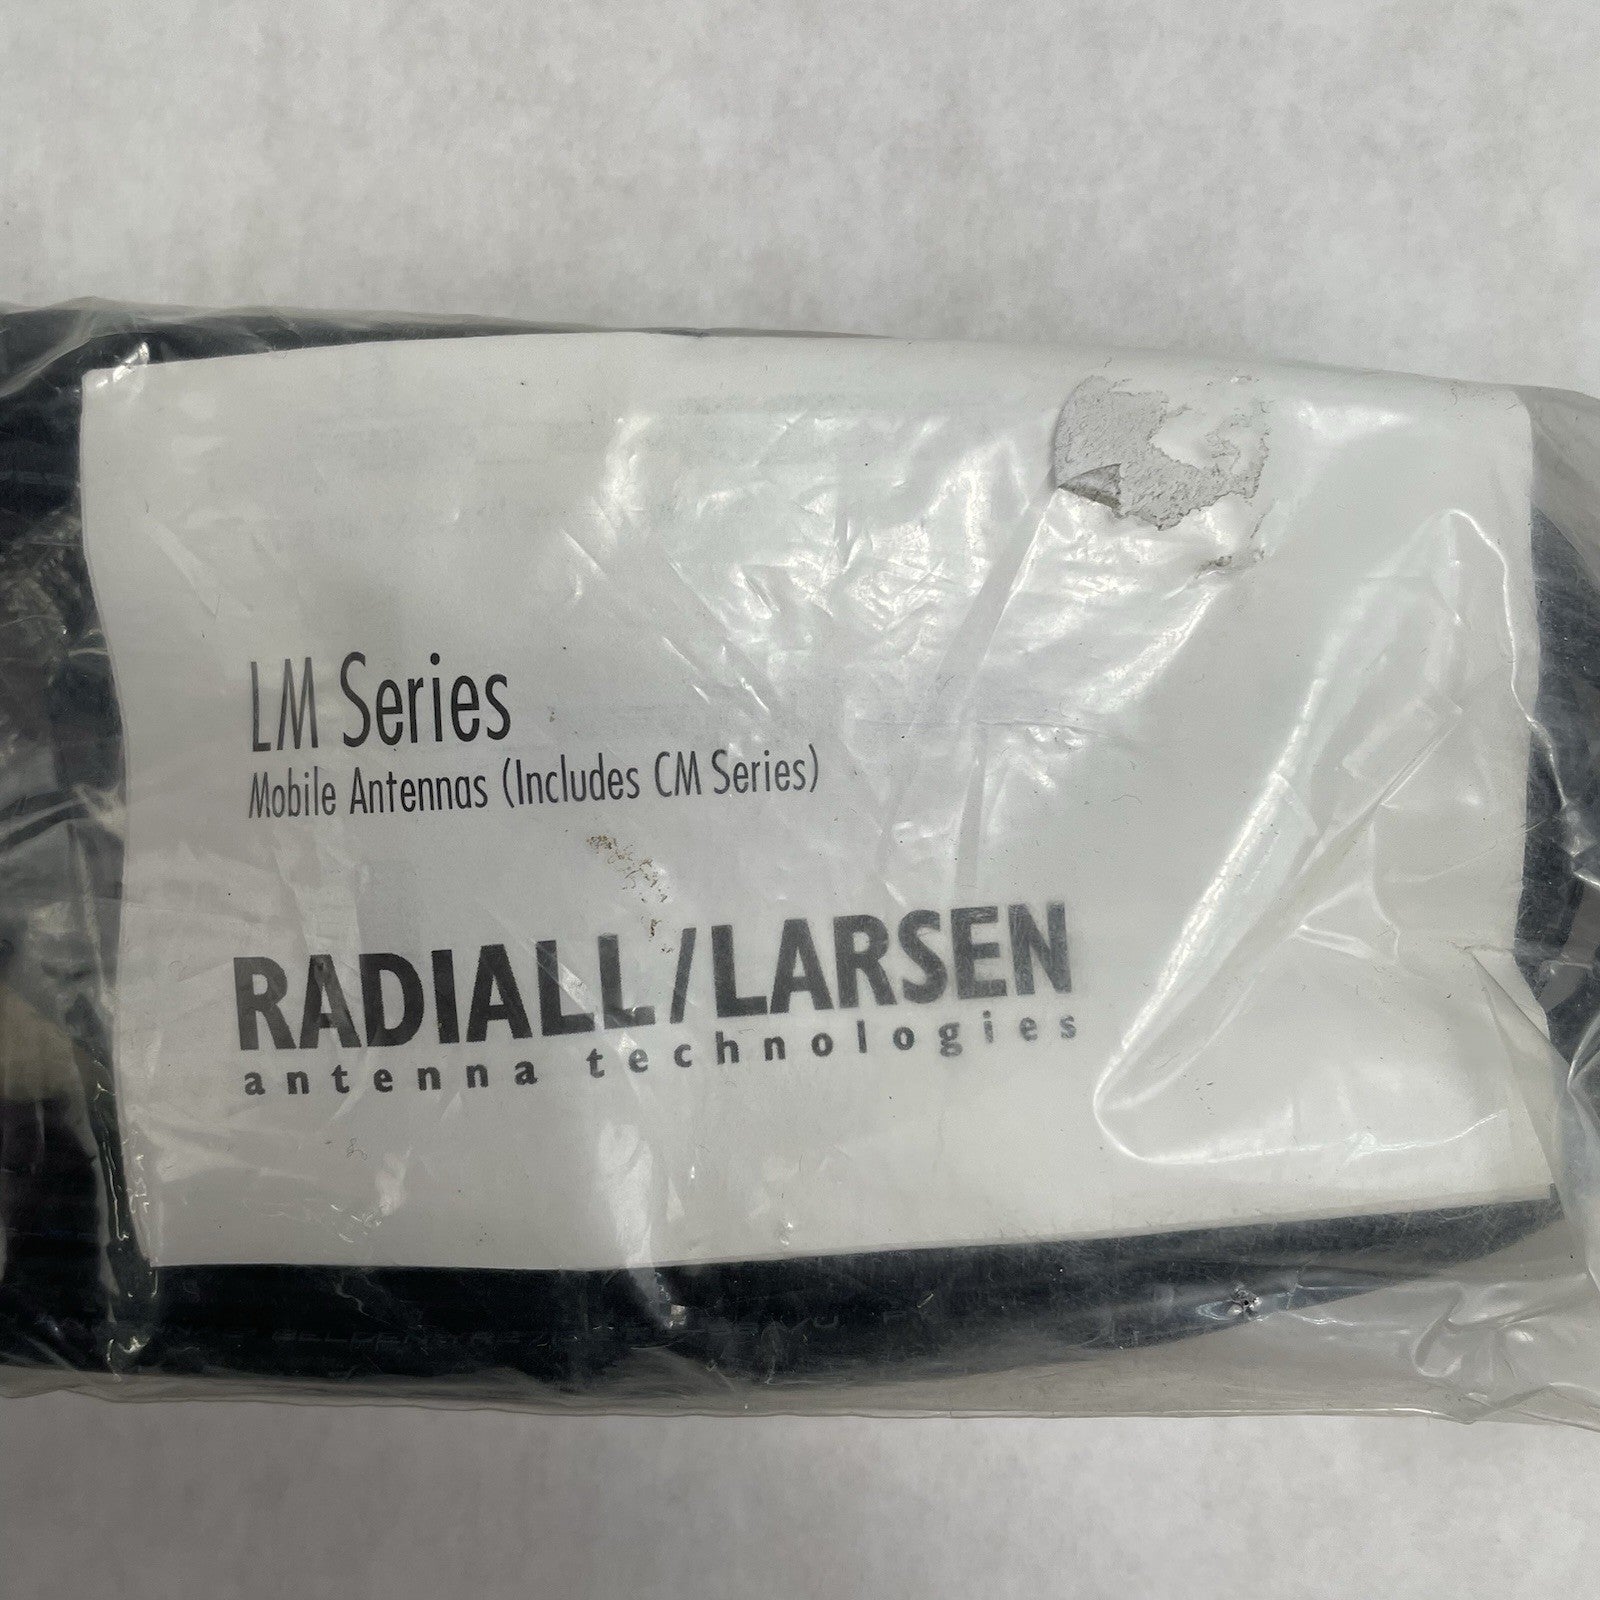 LM Series
Mobile Antennas (Includes CM Series)
RADIALL/LARSEN
antenna technologies